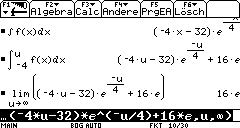 F1 F2 F3 F4 F5 F6
Algebra Calc Andere PrgEA Lösch
∫f(x)dx (-4·x - 32)·e^(-x/4)
∫_-4^u f(x)dx (-4·u - 32)·e^(-u/4) + 16·e
lim u→∞ ((-4·u - 32)·e^(-u/4) + 16·e) 16·e
…(-4*u-32)*e^(-u/4)+16*e,u,∞)
MAIN BOG AUTO FKT 10/30